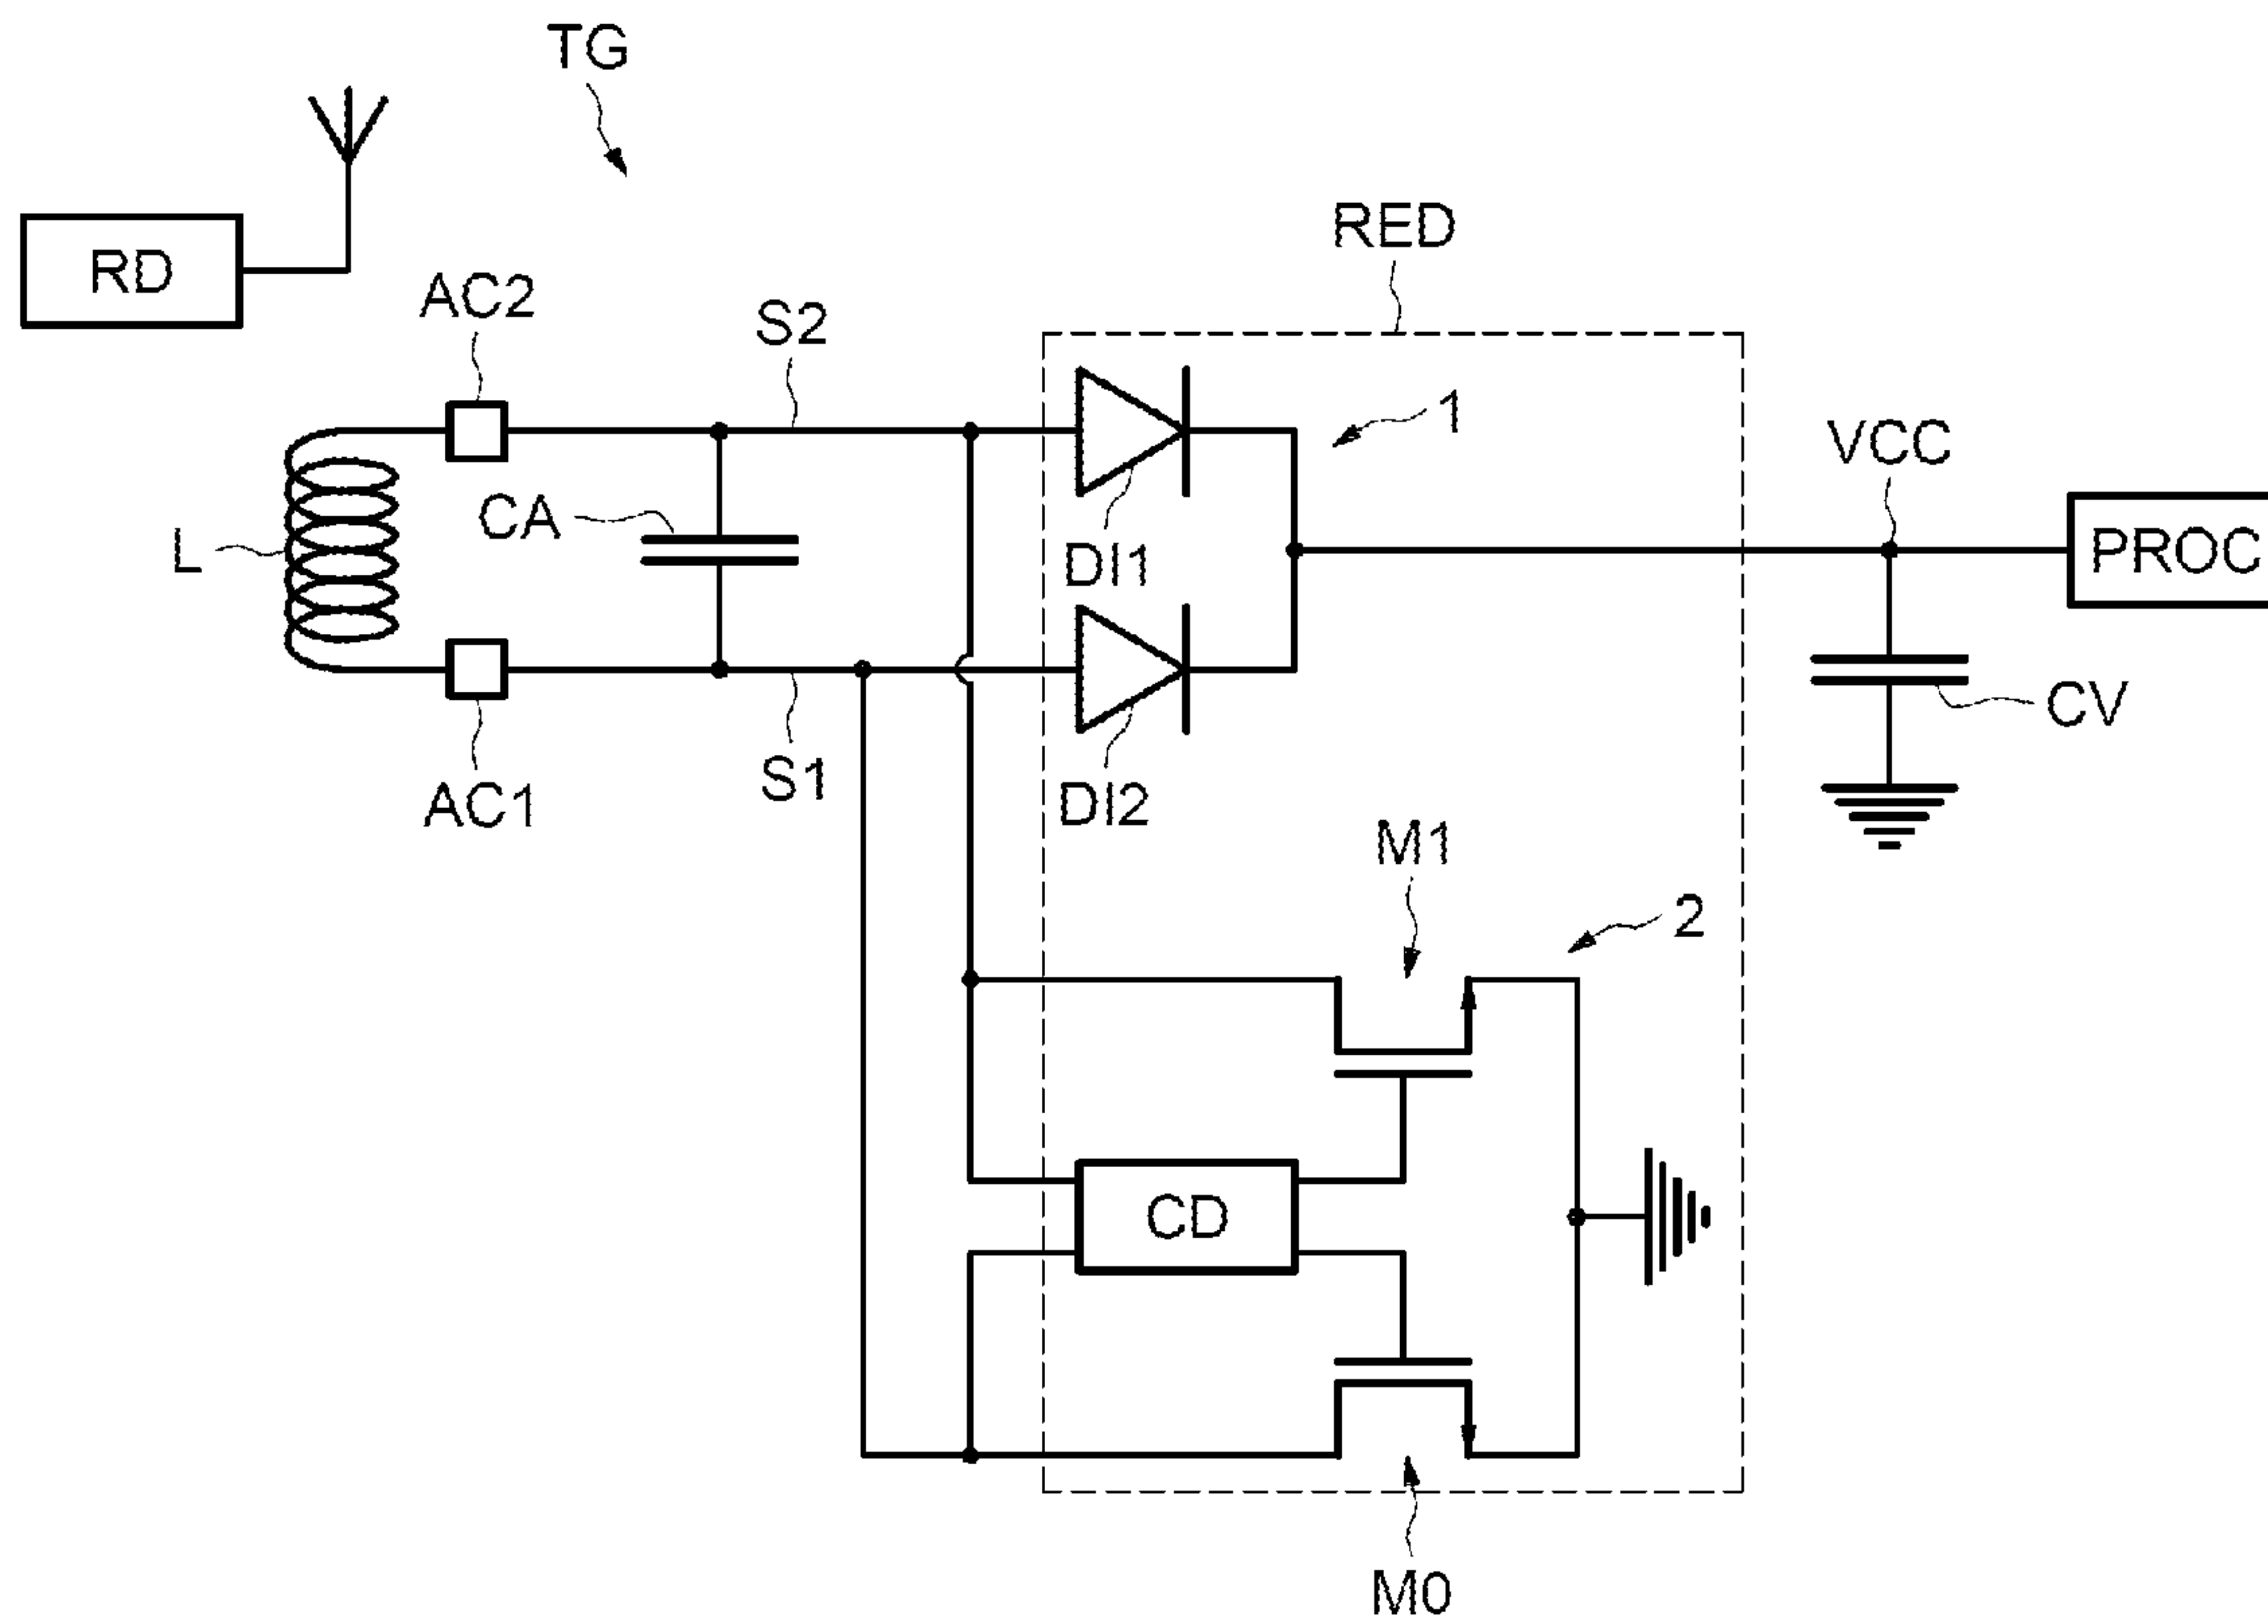 TG
RD
AC2
S2
RED
1
VCC
L
CA
DI1
PROC
AC1
S1
DI2
CV
M1
2
CD
M0